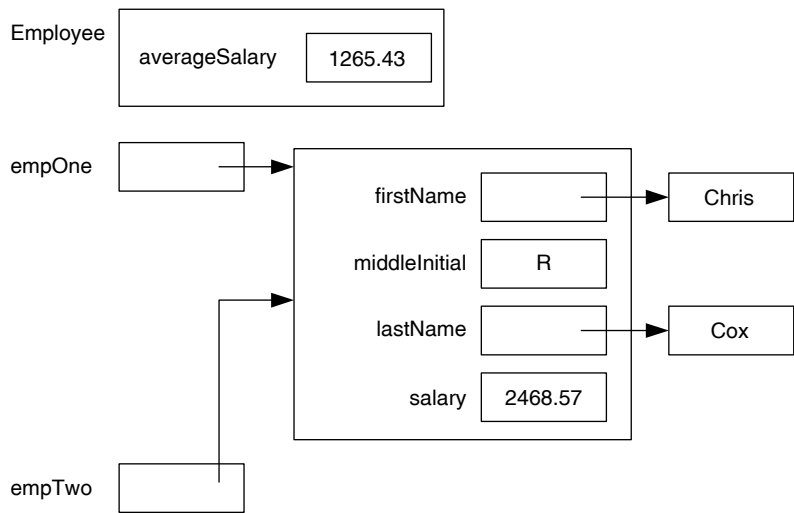 Employee
averageSalary 1265.43
empOne
firstName Chris
middleInitial R
lastName Cox
salary 2468.57
empTwo